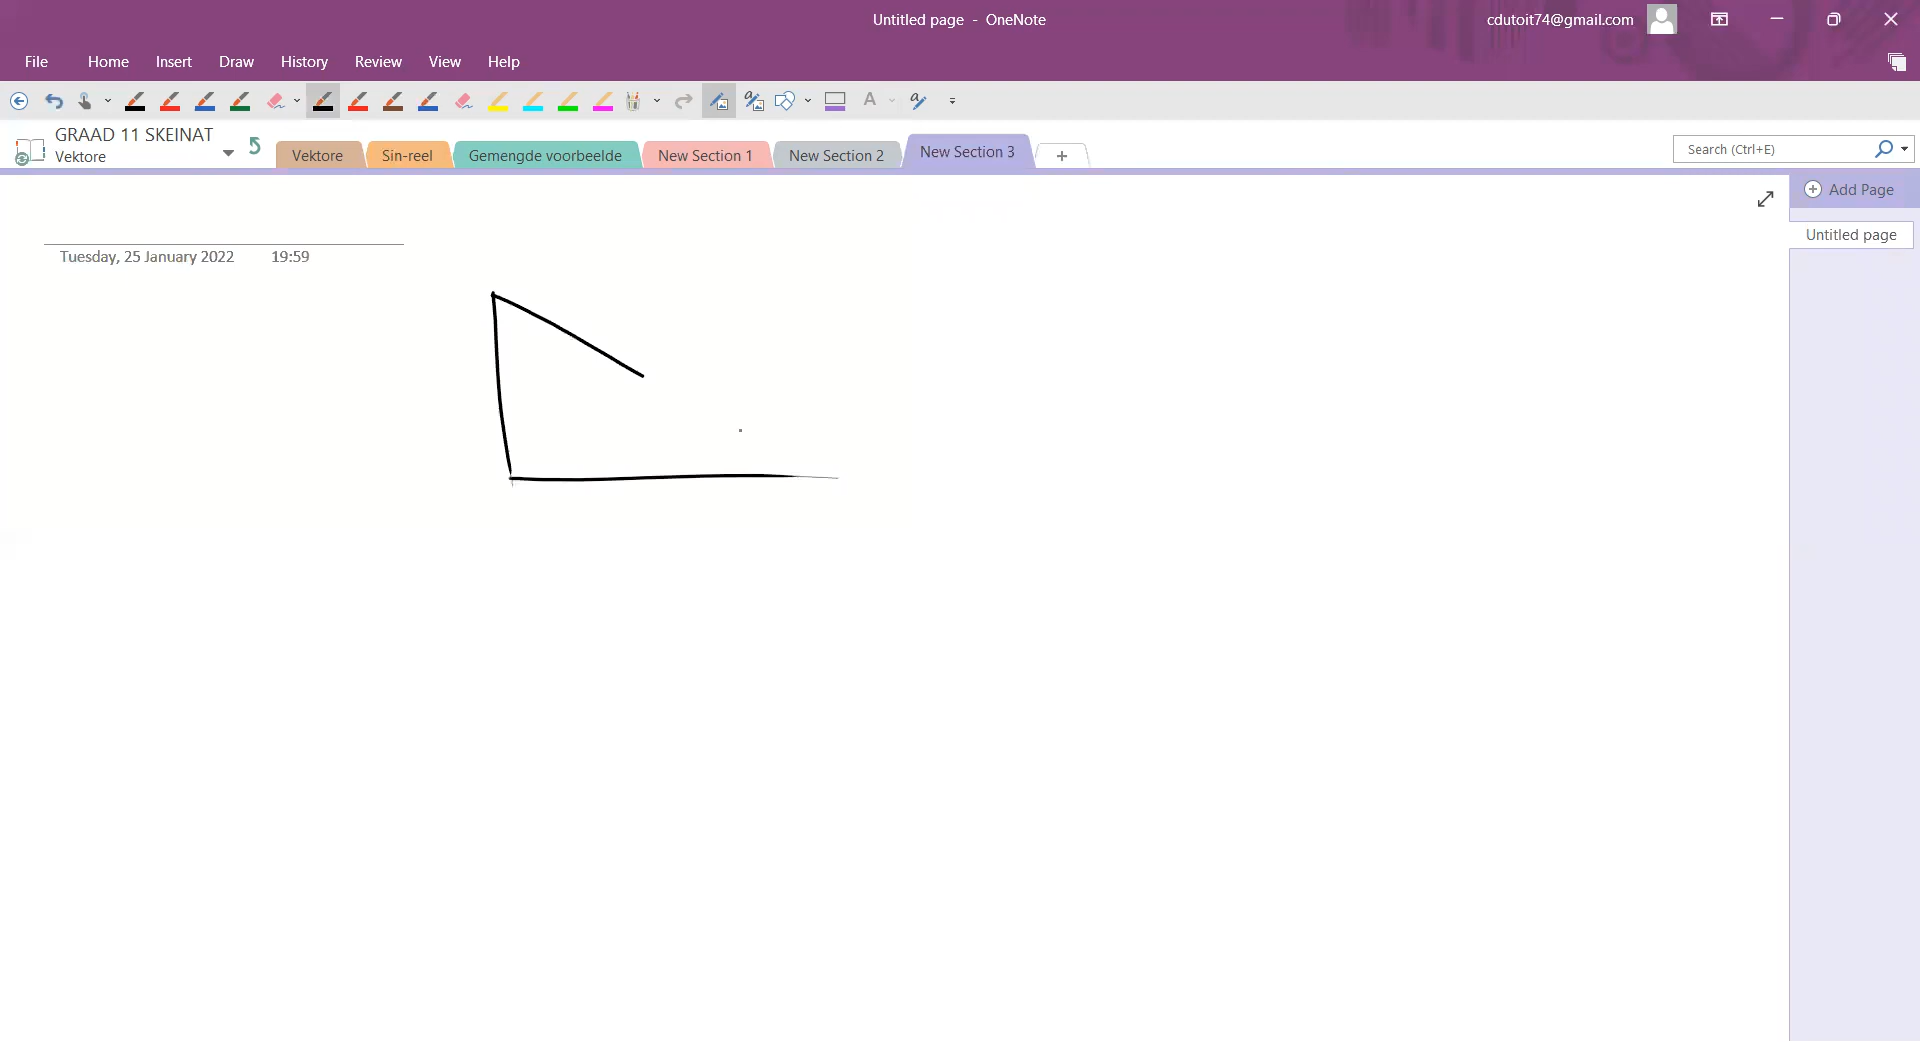 Untitled page - OneNote
cdutoit74@gmail.com
File Home Insert Draw History Review View Help
A
GRAAD 11 SKEINAT
Vektore
Vektore
Sin-reel
Gemengde voorbeelde
New Section 1
New Section 2
New Section 3
Search (Ctrl+E)
Add Page
Untitled page
Tuesday, 25 January 2022 19:59